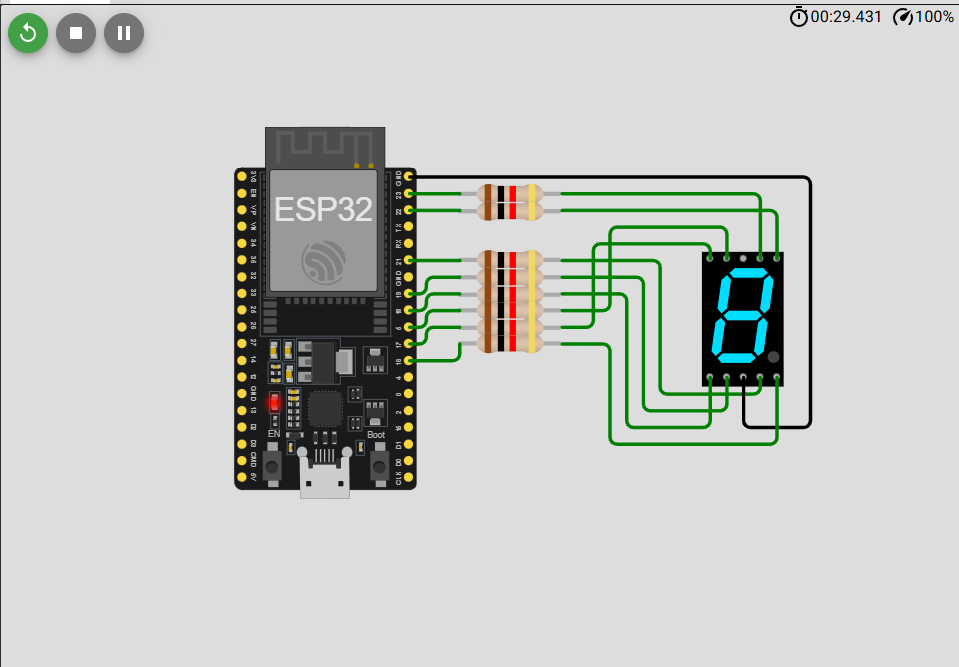 00:29.431 100%
ESP32
3V3
EN
VP
VN
34
35
32
33
25
26
27
14
12
GND
13
D2
D3
CMD
5V
GND
23
22
TX
RX
21
GND
19
18
5
17
16
4
0
2
15
D1
D0
CLK
EN
Boot